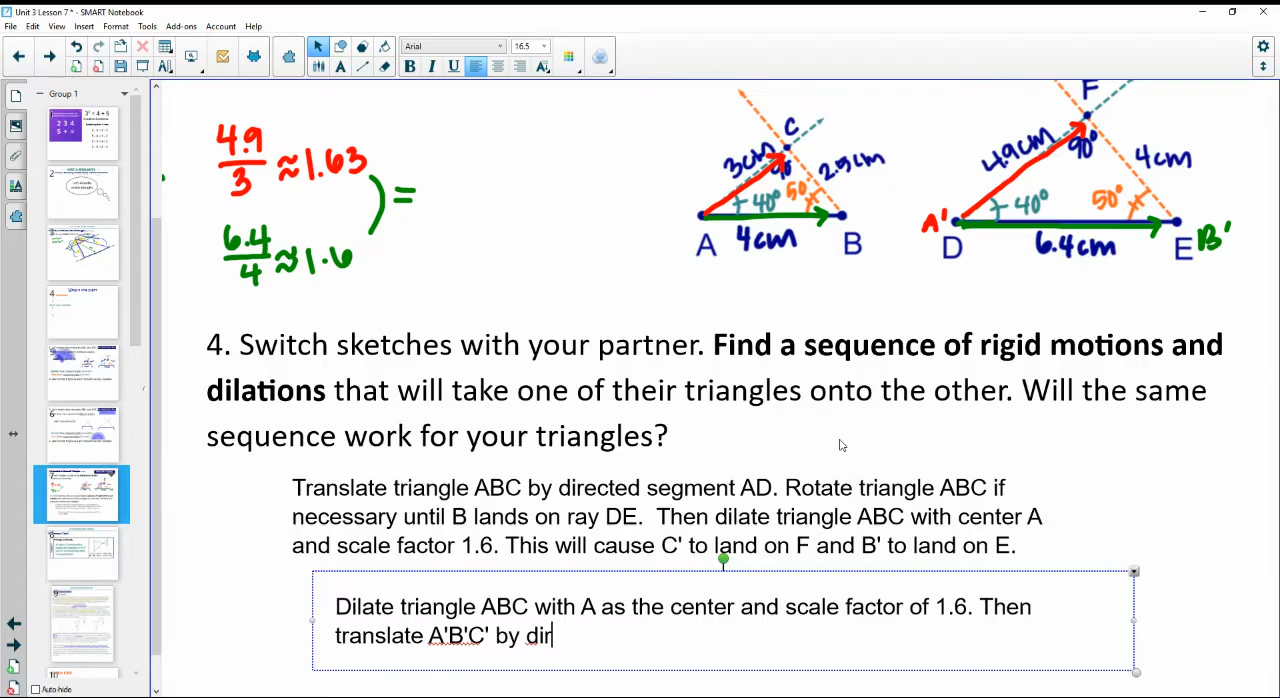 Unit 3 Lesson 7 * - SMART Notebook
File Edit View Insert Format Tools Add-ons Account Help
Arial 16.5
B I U
Group 1
F
C
4.9/3 ≈ 1.63
) =
6.4/4 ≈ 1.6
3cm 90° 2.5cm
40° 50°
A 4cm B
4.9cm 90° 4cm
40° 50°
A' D 6.4cm E B'
4. Switch sketches with your partner. Find a sequence of rigid motions and
dilations that will take one of their triangles onto the other. Will the same
sequence work for your triangles?
Translate triangle ABC by directed segment AD. Rotate triangle ABC if
necessary until B lands on ray DE. Then dilate triangle ABC with center A
and scale factor 1.6. This will cause C' to land on F and B' to land on E.
Dilate triangle ABC with A as the center and scale factor of 1.6. Then
translate A'B'C' by dir
Auto-hide